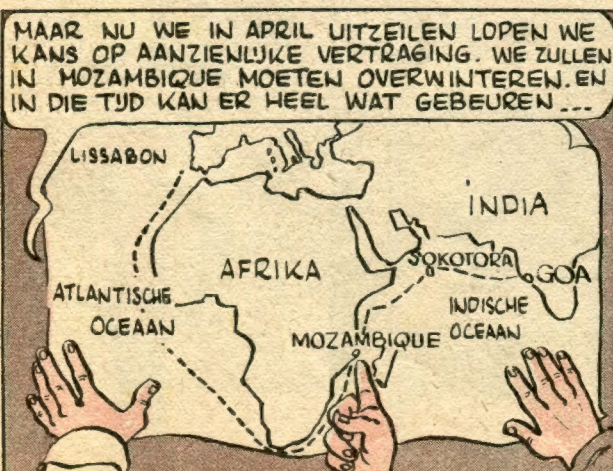 MAAR NU WE IN APRIL UITZEILEN LOPEN WE
KANS OP AANZIENLIJKE VERTRAGING. WE ZULLEN
IN MOZAMBIQUE MOETEN OVERWINTEREN. EN
IN DIE TIJD KAN ER HEEL WAT GEBEUREN...
LISSABON
INDIA
AFRIKA
SOKOTORA
GOA
ATLANTISCHE
OCEAAN
INDISCHE
OCEAAN
MOZAMBIQUE